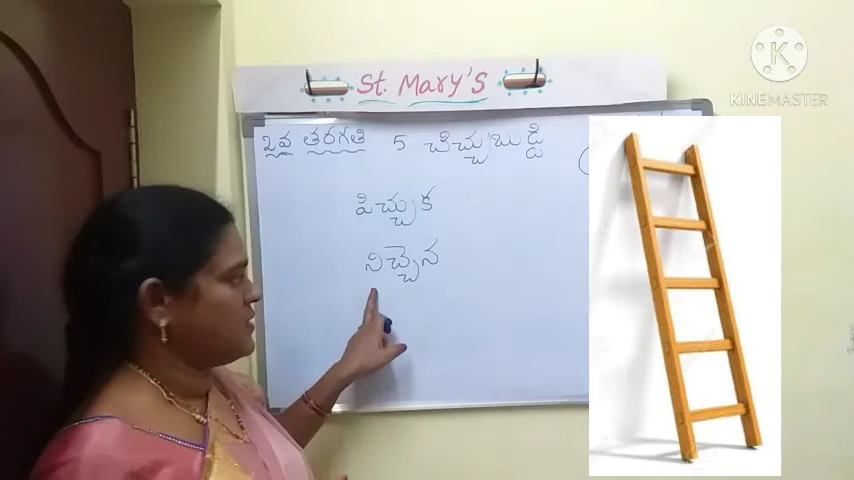 St. Mary's
KINEMASTER
2వ తరగతి 5. చిచ్చుబుడ్డి
పిచ్చుక
నిచ్చెన